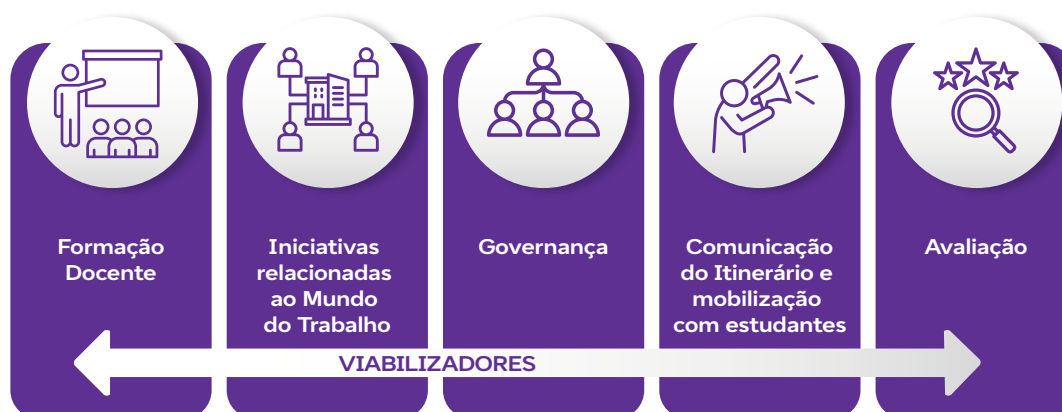 Formação
Docente
Iniciativas
relacionadas
ao Mundo
do Trabalho
Governança
Comunicação
do Itinerário e
mobilização
com estudantes
Avaliação
VIABILIZADORES